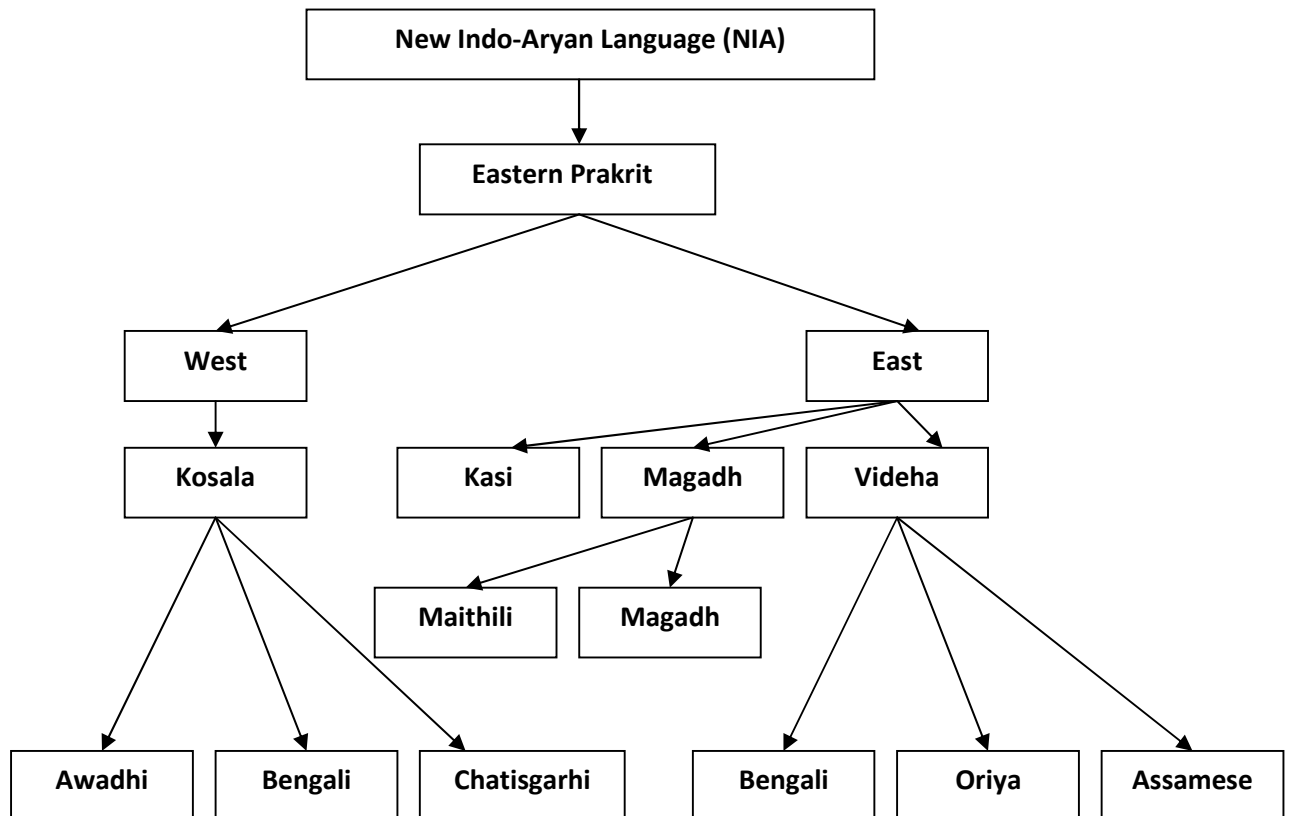 New Indo-Aryan Language (NIA)
Eastern Prakrit
West
East
Kosala
Kasi
Magadh
Videha
Maithili
Magadh
Awadhi
Bengali
Chatisgarhi
Bengali
Oriya
Assamese